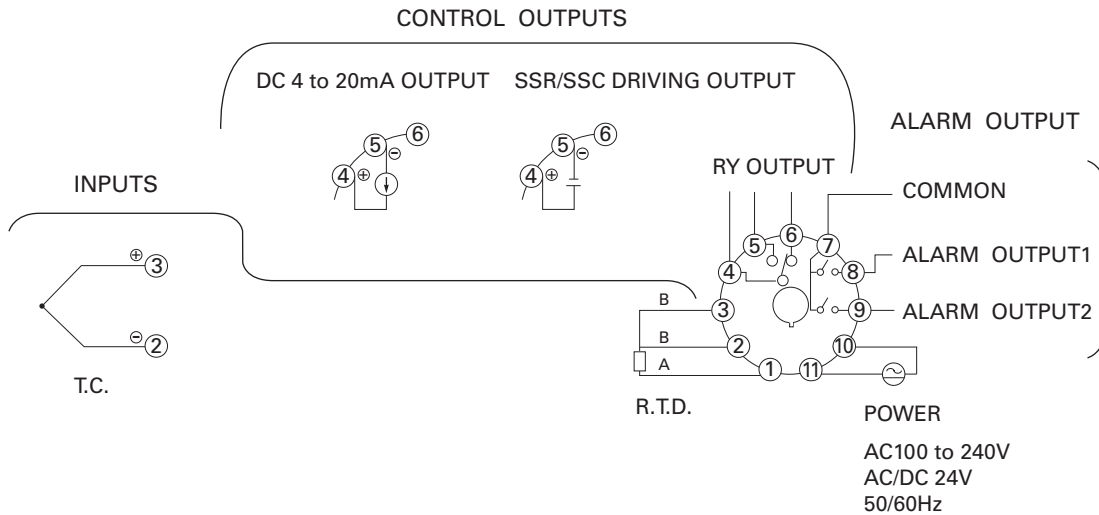 CONTROL OUTPUTS
DC 4 to 20mA OUTPUT
SSR/SSC DRIVING OUTPUT
4
⊕
5
⊖
6
4
⊕
5
⊖
6
ALARM OUTPUT
INPUTS
RY OUTPUT
COMMON
ALARM OUTPUT1
ALARM OUTPUT2
⊕
3
⊖
2
T.C.
4
5
6
7
8
9
10
11
1
2
3
B
B
A
R.T.D.
POWER
AC100 to 240V
AC/DC 24V
50/60Hz